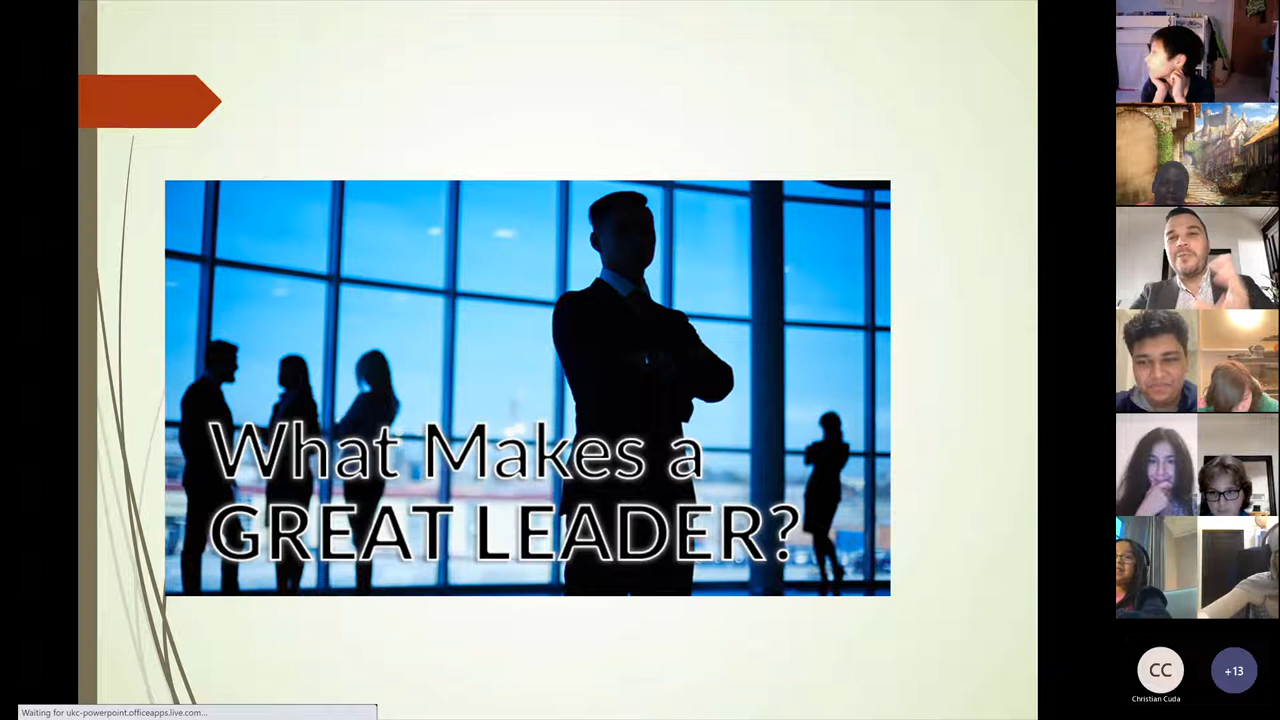 What Makes a
GREAT LEADER?
CC
+13
Christian Cuda
Waiting for ukc-powerpoint.officeapps.live.com...